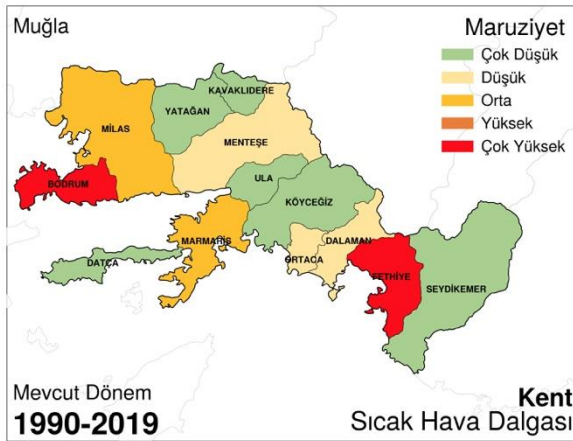 Muğla
Maruziyet
Çok Düşük
Düşük
Orta
Yüksek
Çok Yüksek
KAVAKLIDERE
YATAĞAN
MİLAS
MENTEŞE
BODRUM
ULA
KÖYCEĞİZ
MARMARİS
DALAMAN
DATÇA
ORTACA
FETHİYE
SEYDİKEMER
Mevcut Dönem
1990-2019
Kent
Sıcak Hava Dalgası